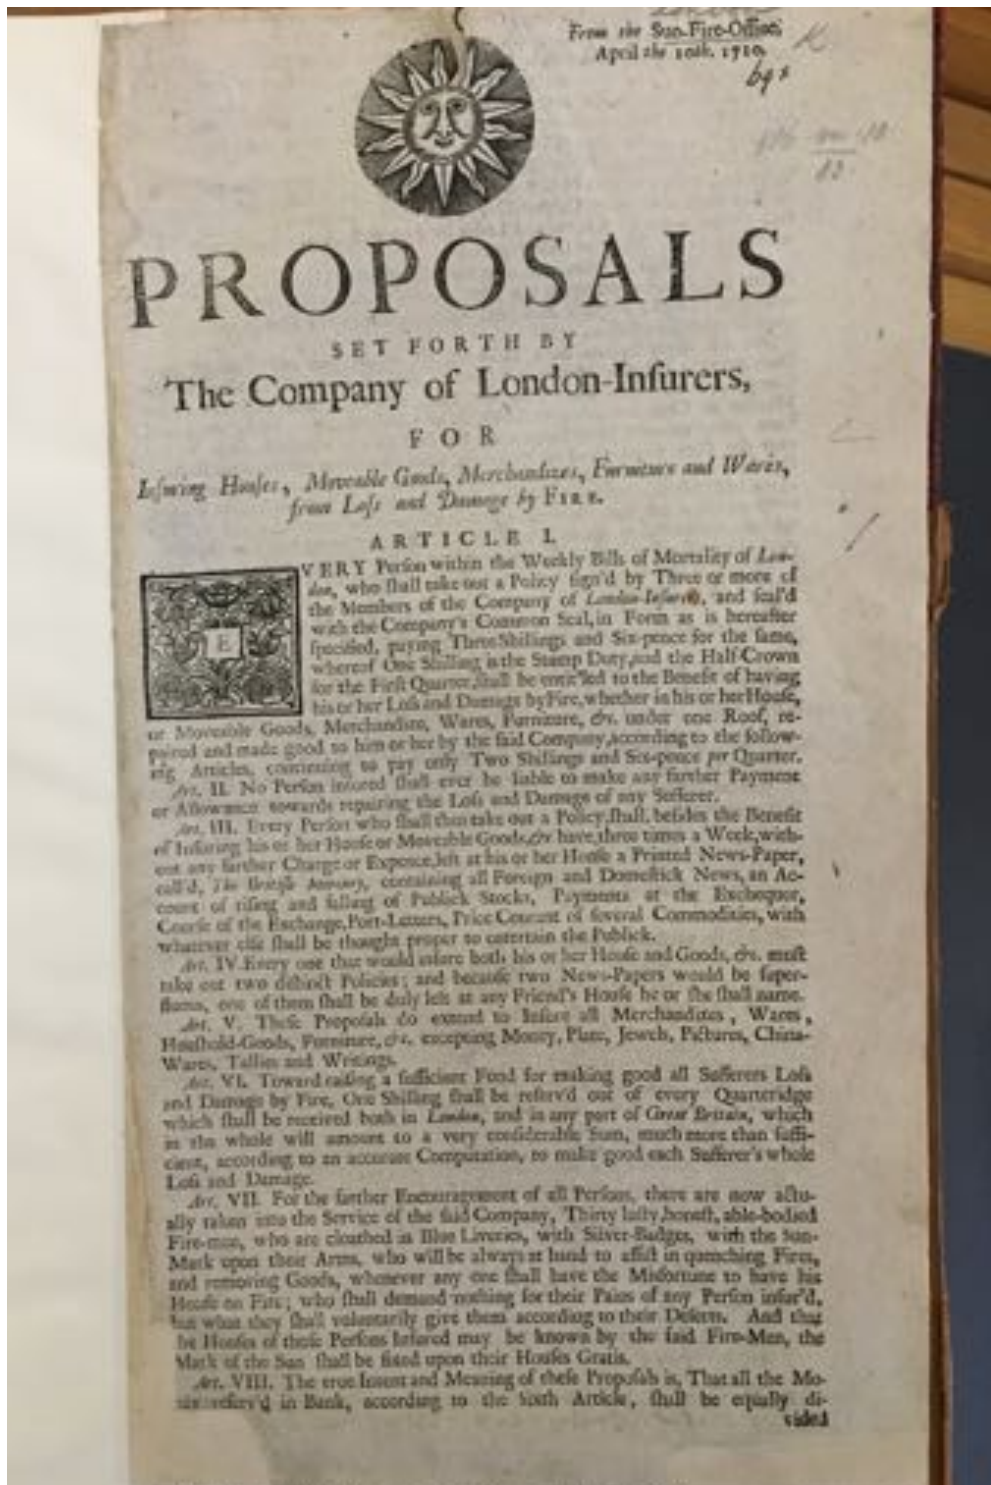 From the Sun-Fire-Office,
April the 10th. 1710.
PROPOSALS
SET FORTH BY
The Company of London-Inſurers,
FOR
Inſuring Houſes, Moveable Goods, Merchandizes, Furniture and Wares,
from Loſs and Damage by FIRE.
ARTICLE I.
EVERY Perſon within the Weekly Bills of Mortality of Lon-
don, who ſhall take out a Policy ſign'd by Three or more of
the Members of the Company of London-Inſurers, and ſeal'd
with the Company's Common Seal, in Form as is hereafter
ſpecified, paying Three Shillings and Six-pence for the ſame,
whereof One Shilling is the Stamp Duty, and the Half-Crown
for the Firſt Quarter, ſhall be entitled to the Benefit of having
his or her Loſs and Damage by Fire, whether in his or her Houſe,
or Moveable Goods, Merchandize, Wares, Furniture, &c. under one Roof, re-
paired and made good to him or her by the ſaid Company, according to the follow-
ing Articles, continuing to pay only Two Shillings and Six-pence per Quarter.
Art. II. No Perſon inſured ſhall ever be liable to make any farther Payment
or Allowance towards repairing the Loſs and Damage of any Sufferer.
Art. III. Every Perſon who ſhall thus take out a Policy, ſhall, beſides the Benefit
of Inſuring his or her Houſe or Moveable Goods, &c. have, three times a Week, with-
out any farther Charge or Expence, left at his or her Houſe a Printed News-Paper,
call'd, The Britiſh Mercury, containing all Foreign and Domeſtick News, an Ac-
count of riſing and falling of Publick Stocks, Payments at the Exchequer,
Courſe of the Exchange, Port-Letters, Price Courant of ſeveral Commodities, with
whatever elſe ſhall be thought proper to entertain the Publick.
Art. IV. Every one that would inſure both his or her Houſe and Goods, &c. muſt
take out two diſtinct Policies; and becauſe two News-Papers would be ſuper-
fluous, one of them ſhall be duly left at any Friend's Houſe he or ſhe ſhall name.
Art. V. Theſe Propoſals do extend to Inſure all Merchandizes, Wares,
Houſhold-Goods, Furniture, &c. excepting Money, Plate, Jewels, Pictures, China-
Wares, Tallies and Writings.
Art. VI. Toward raiſing a ſufficient Fond for making good all Sufferers Loſs
and Damage by Fire, One Shilling ſhall be reſerv'd out of every Quarteridge
which ſhall be received both in London, and in any part of Great Britain, which
in the whole will amount to a very conſiderable Sum, much more than ſuffi-
cient, according to an accurate Computation, to make good each Sufferer's whole
Loſs and Damage.
Art. VII. For the farther Encouragement of all Perſons, there are now actu-
ally taken into the Service of the ſaid Company, Thirty luſty, honeſt, able-bodied
Fire-men, who are cloathed in Blue Liveries, with Silver-Badges, with the Sun-
Mark upon their Arms, who will be always at hand to aſſiſt in quenching Fires,
and removing Goods, whenever any one ſhall have the Misfortune to have his
Houſe on Fire; who ſhall demand nothing for their Pains of any Perſon inſur'd,
but what they ſhall voluntarily give them according to their Deſerts. And that
he Houſes of theſe Perſons Inſured may be known by the ſaid Fire-Men, the
Mark of the Sun ſhall be fixed upon their Houſes Gratis.
Art. VIII. The true Intent and Meaning of theſe Propoſals is, That all the Mo-
reſerv'd in Bank, according to the Sixth Article, ſhall be equally di-
vided